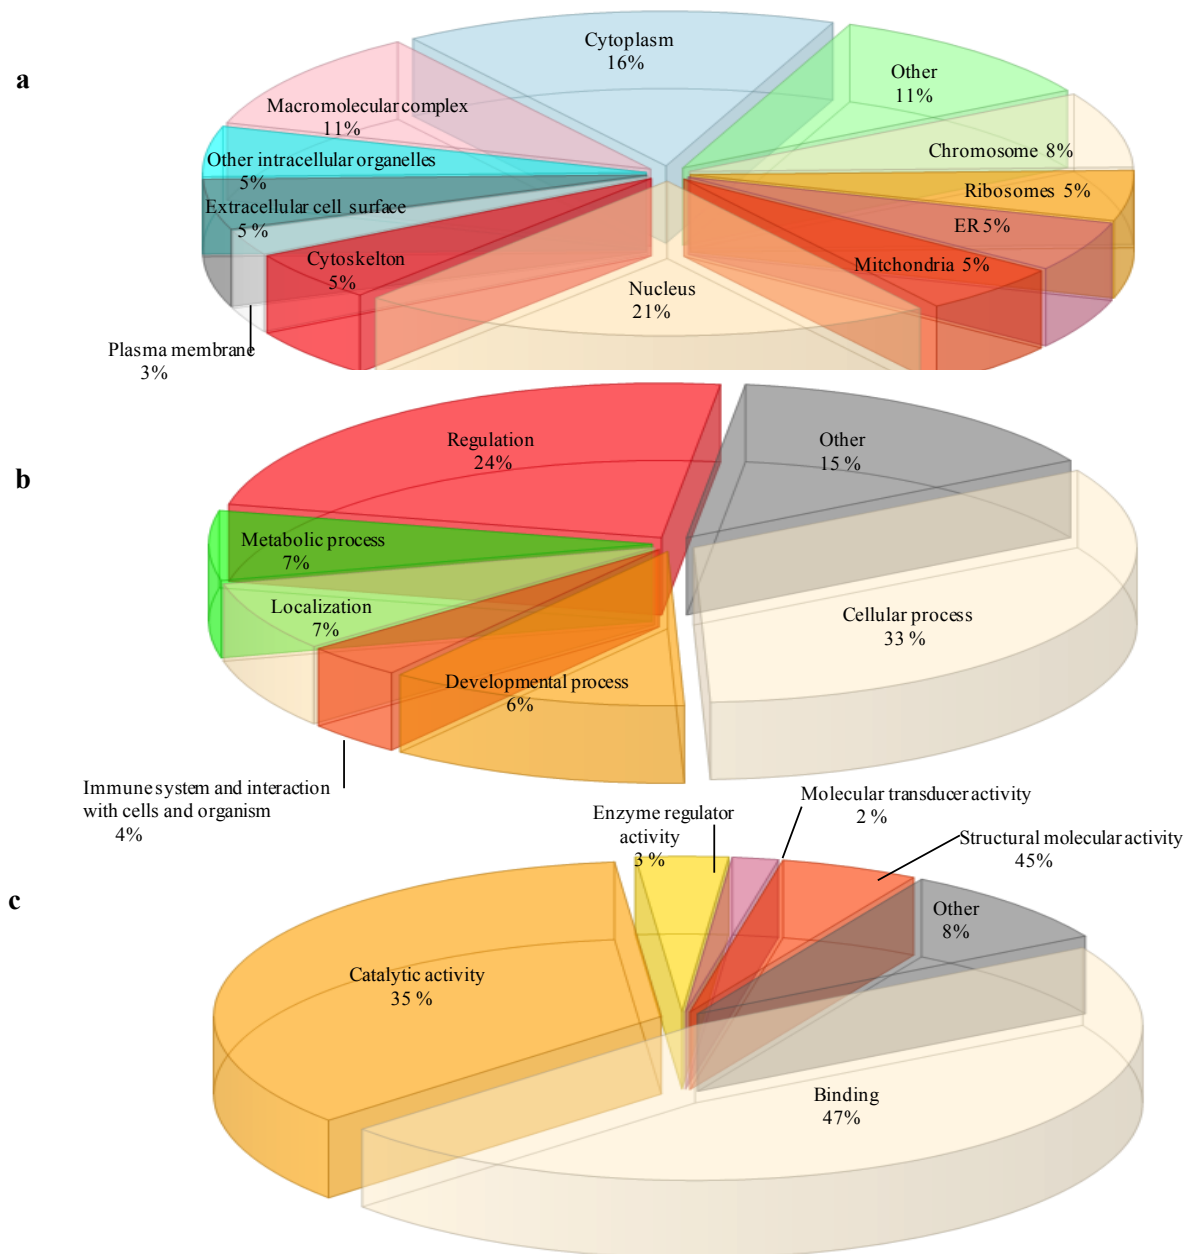 a
Cytoplasm
16%
Other
11%
Macromolecular complex
11%
Chromosome 8%
Other intracellular organelles
5%
Ribosomes 5%
Extracellular cell surface
5 %
ER 5%
Cytoskelton
5%
Mitchondria 5%
Nucleus
21%
Plasma membrane
3%
b
Regulation
24%
Other
15 %
Metabolic process
7%
Localization
7%
Cellular process
33 %
Developmental process
6%
Immune system and interaction
with cells and organism
4%
c
Enzyme regulator
activity
3 %
Molecular transducer activity
2 %
Structural molecular activity
45%
Other
8%
Catalytic activity
35 %
Binding
47%